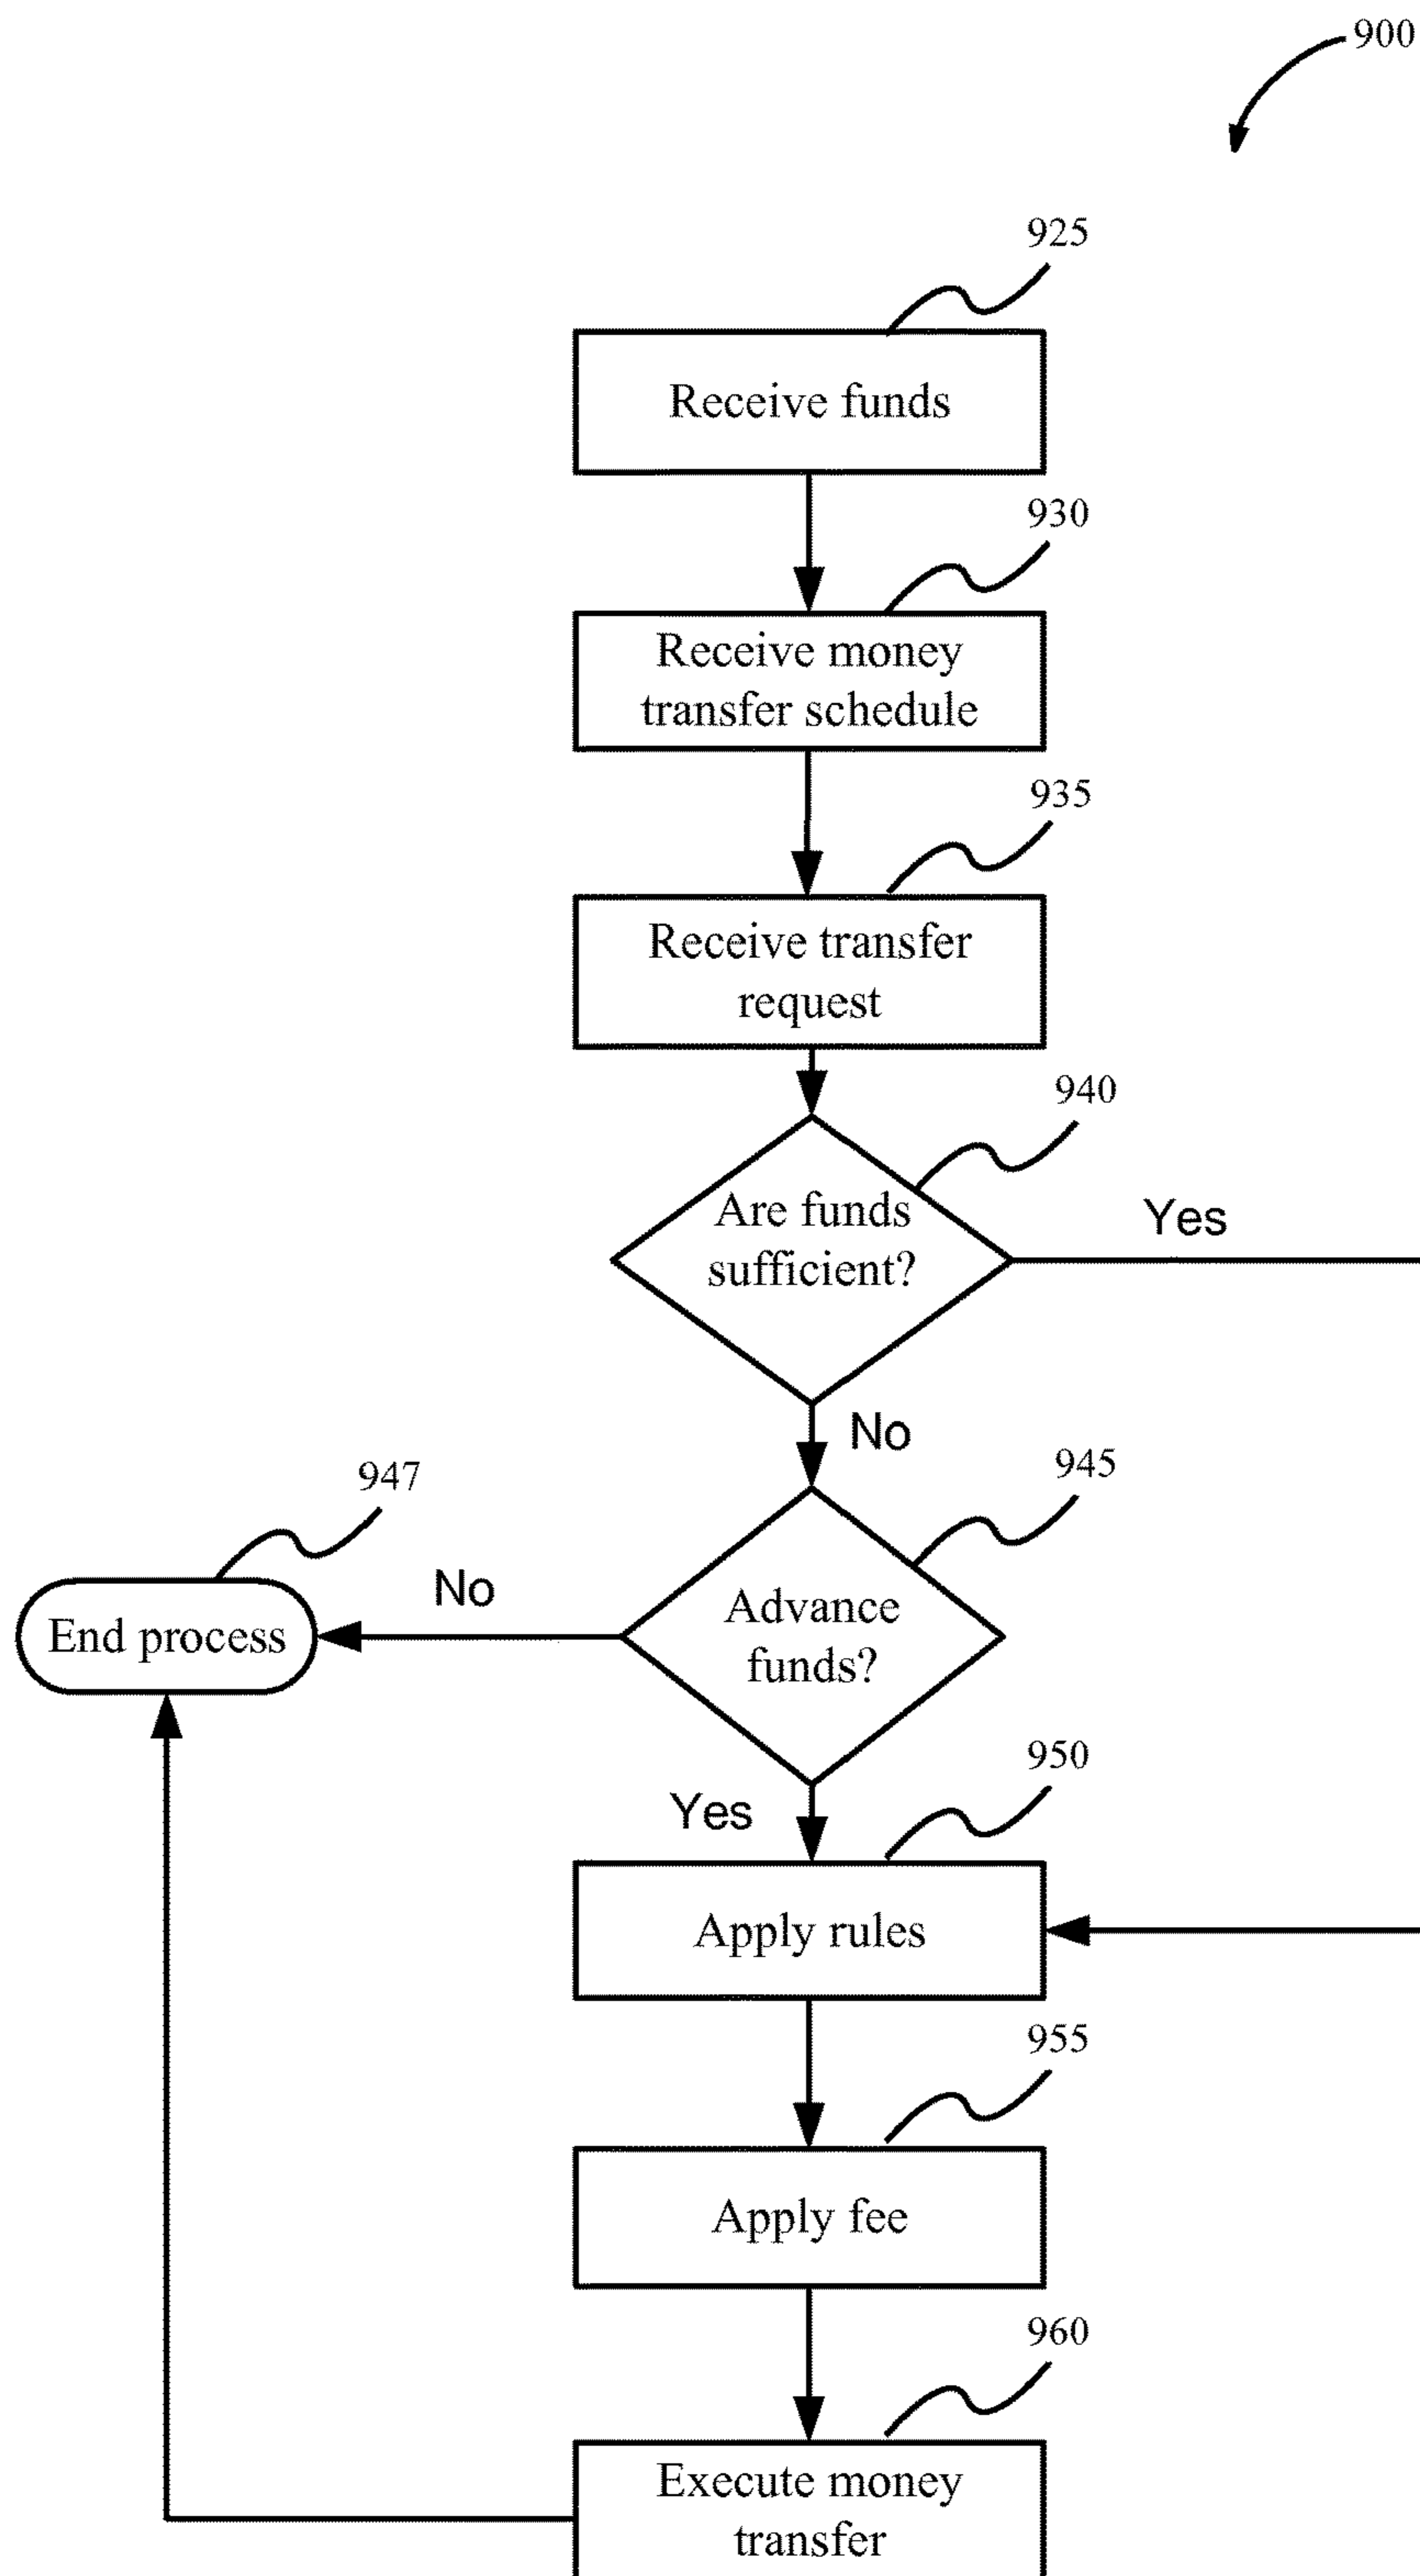 900
925
Receive funds
930
Receive money
transfer schedule
935
Receive transfer
request
940
Are funds
sufficient?
Yes
No
945
947
No
Advance
funds?
End process
950
Yes
Apply rules
955
Apply fee
960
Execute money
transfer